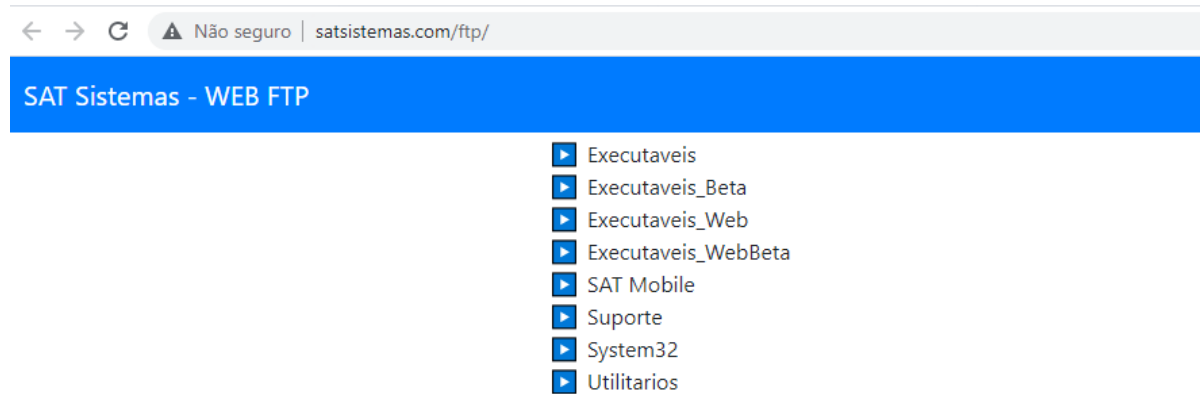 Não seguro | satsistemas.com/ftp/
SAT Sistemas - WEB FTP
Executaveis
Executaveis_Beta
Executaveis_Web
Executaveis_WebBeta
SAT Mobile
Suporte
System32
Utilitarios